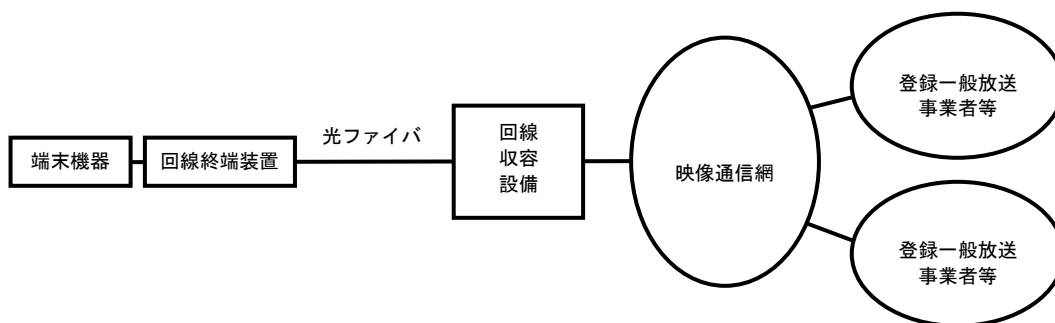 端末機器
回線終端装置
光ファイバ
回線
収容
設備
映像通信網
登録一般放送
事業者等
登録一般放送
事業者等